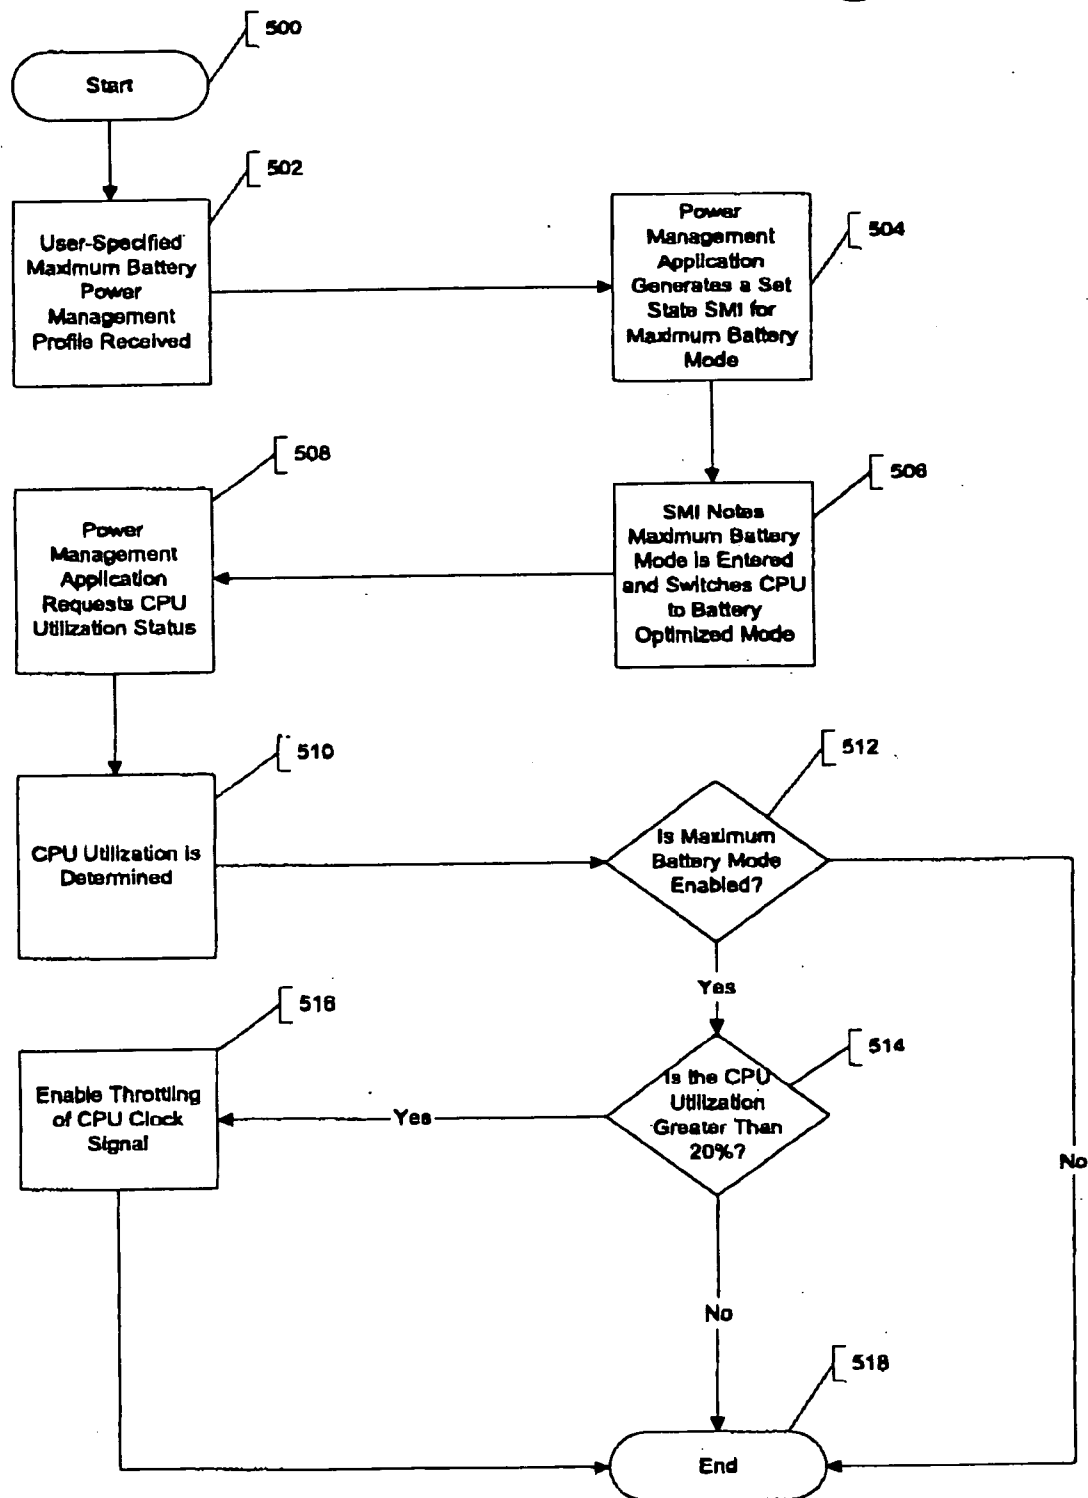 500
Start
502
User-Specified
Maximum Battery
Power
Management
Profile Received
Power
Management
Application
Generates a Set
State SMI for
Maximum Battery
Mode
504
508
Power
Management
Application
Requests CPU
Utilization Status
SMI Notes
Maximum Battery
Mode is Entered
and Switches CPU
to Battery
Optimized Mode
506
510
CPU Utilization is
Determined
512
Is Maximum
Battery Mode
Enabled?
Yes
516
Enable Throttling
of CPU Clock
Signal
Yes
514
Is the CPU
Utilization
Greater Than
20%?
No
No
518
End